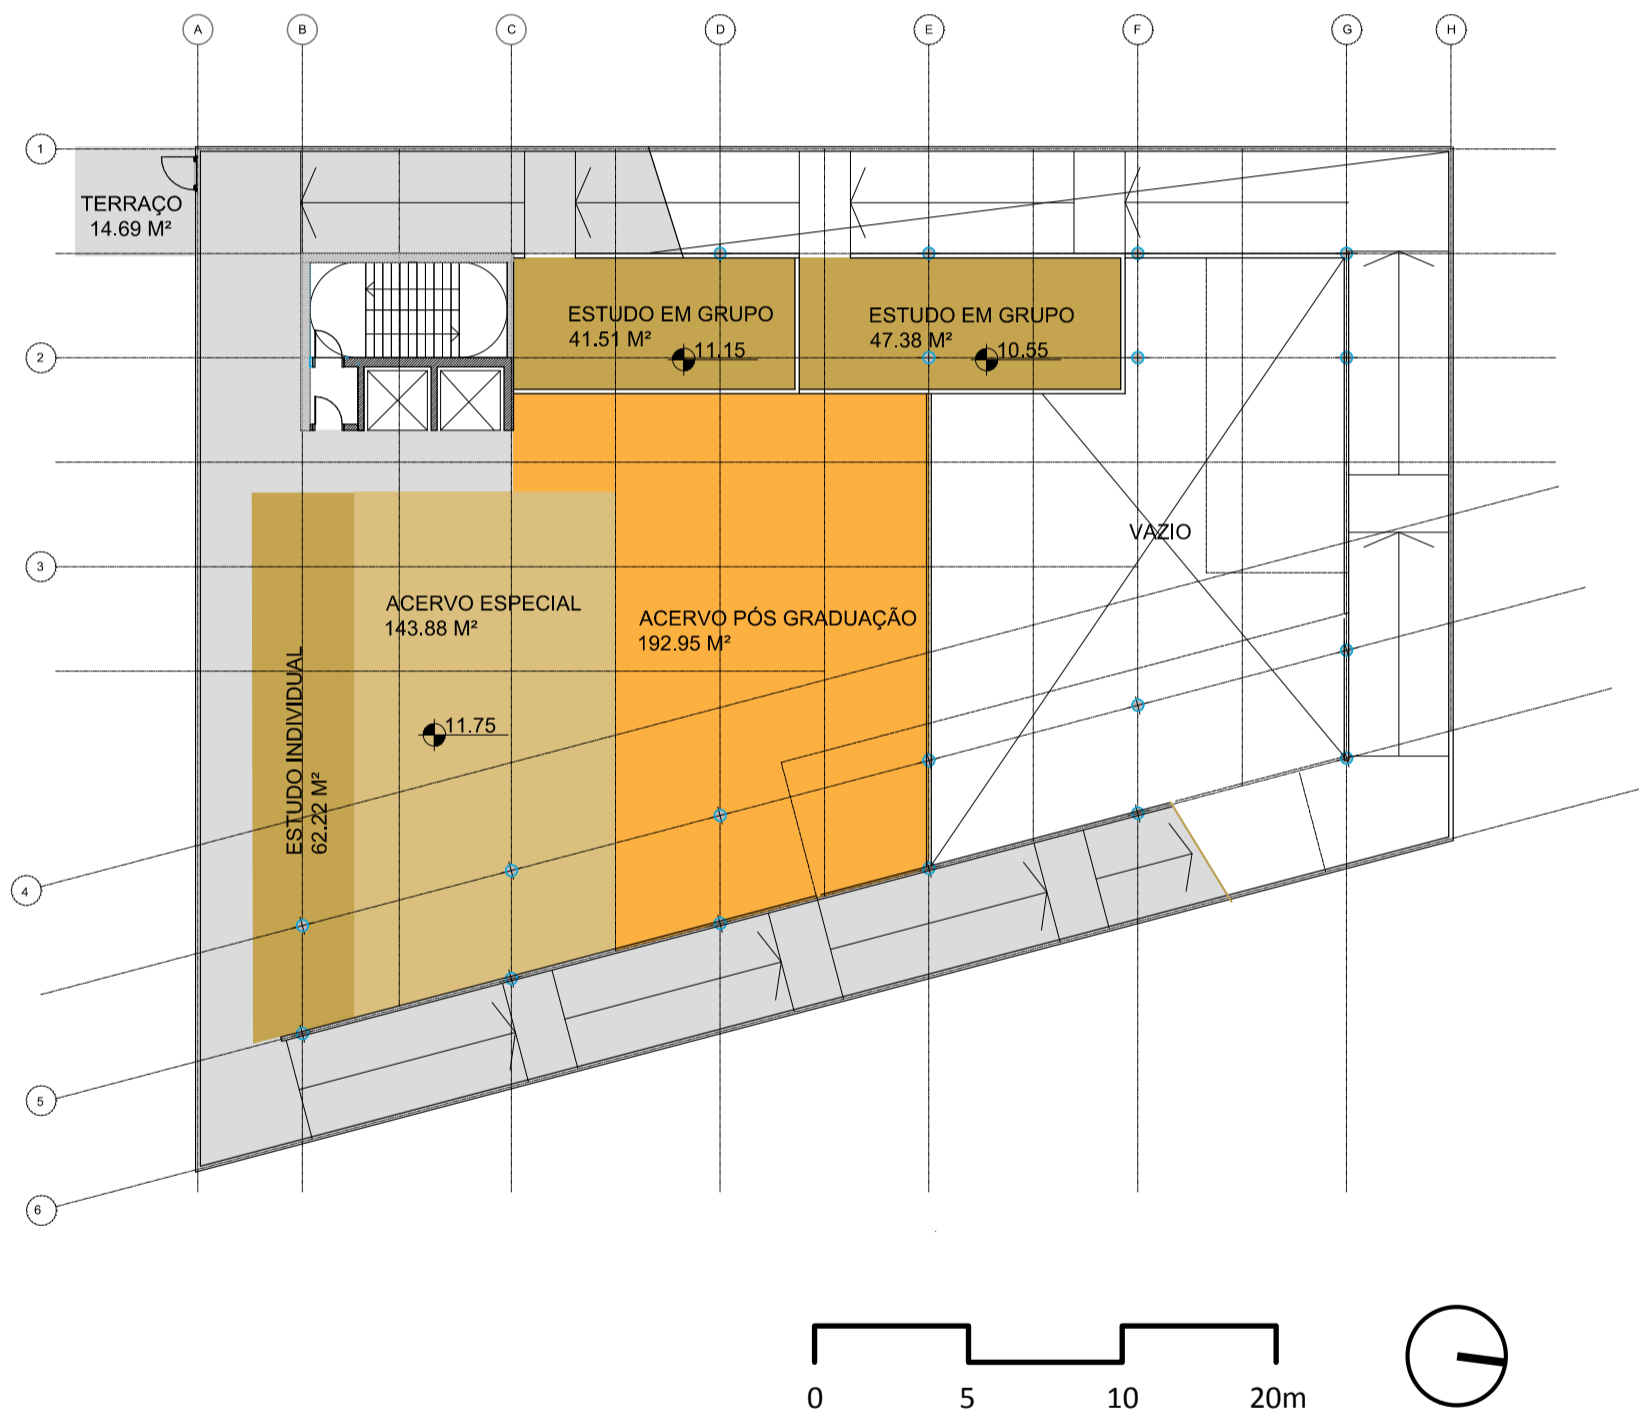 A B C D E F G H
1
TERRAÇO
14.69 M²
ESTUDO EM GRUPO
41.51 M²
11.15
ESTUDO EM GRUPO
47.38 M²
10.55
2
VAZIO
3
ACERVO ESPECIAL
143.88 M²
ACERVO PÓS GRADUAÇÃO
192.95 M²
11.75
ESTUDO INDIVIDUAL
62.22 M²
4
5
6
0 5 10 20m